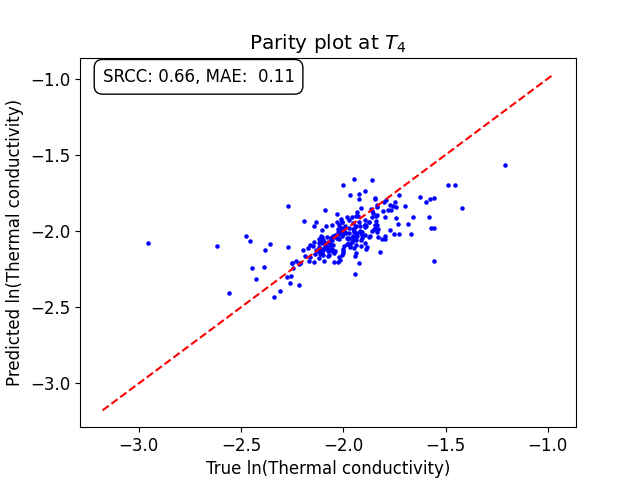 Parity plot at T4
SRCC: 0.66, MAE:  0.11
Predicted ln(Thermal conductivity)
−1.0
−1.5
−2.0
−2.5
−3.0
−3.0
−2.5
−2.0
−1.5
−1.0
True ln(Thermal conductivity)